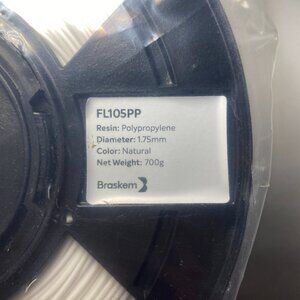 FL105PP
Resin: Polypropylene
Diameter: 1.75mm
Color: Natural
Net Weight: 700g
Braskem